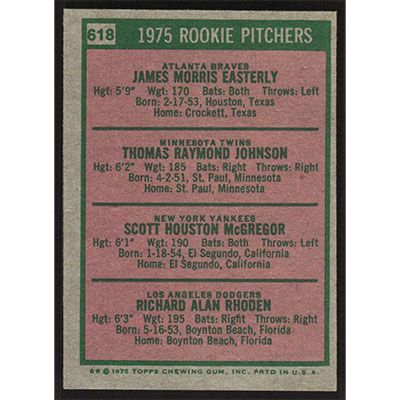 618 1975 ROOKIE PITCHERS
ATLANTA BRAVES
JAMES MORRIS EASTERLY
Hgt: 5'9" Wgt: 170 Bats: Both Throws: Left
Born: 2-17-53, Houston, Texas
Home: Crockett, Texas
MINNESOTA TWINS
THOMAS RAYMOND JOHNSON
Hgt: 6'2" Wgt: 185 Bats: Right Throws: Right
Born: 4-2-51, St. Paul, Minnesota
Home: St. Paul, Minnesota
NEW YORK YANKEES
SCOTT HOUSTON McGREGOR
Hgt: 6'1" Wgt: 190 Bats: Both Throws: Left
Born: 1-18-54, El Segundo, California
Home: El Segundo, California
LOS ANGELES DODGERS
RICHARD ALAN RHODEN
Hgt: 6'3" Wgt: 195 Bats: Right Throws: Right
Born: 5-16-53, Boynton Beach, Florida
Home: Boynton Beach, Florida
** © 1975 TOPPS CHEWING GUM, INC. PRTD IN U.S.A.